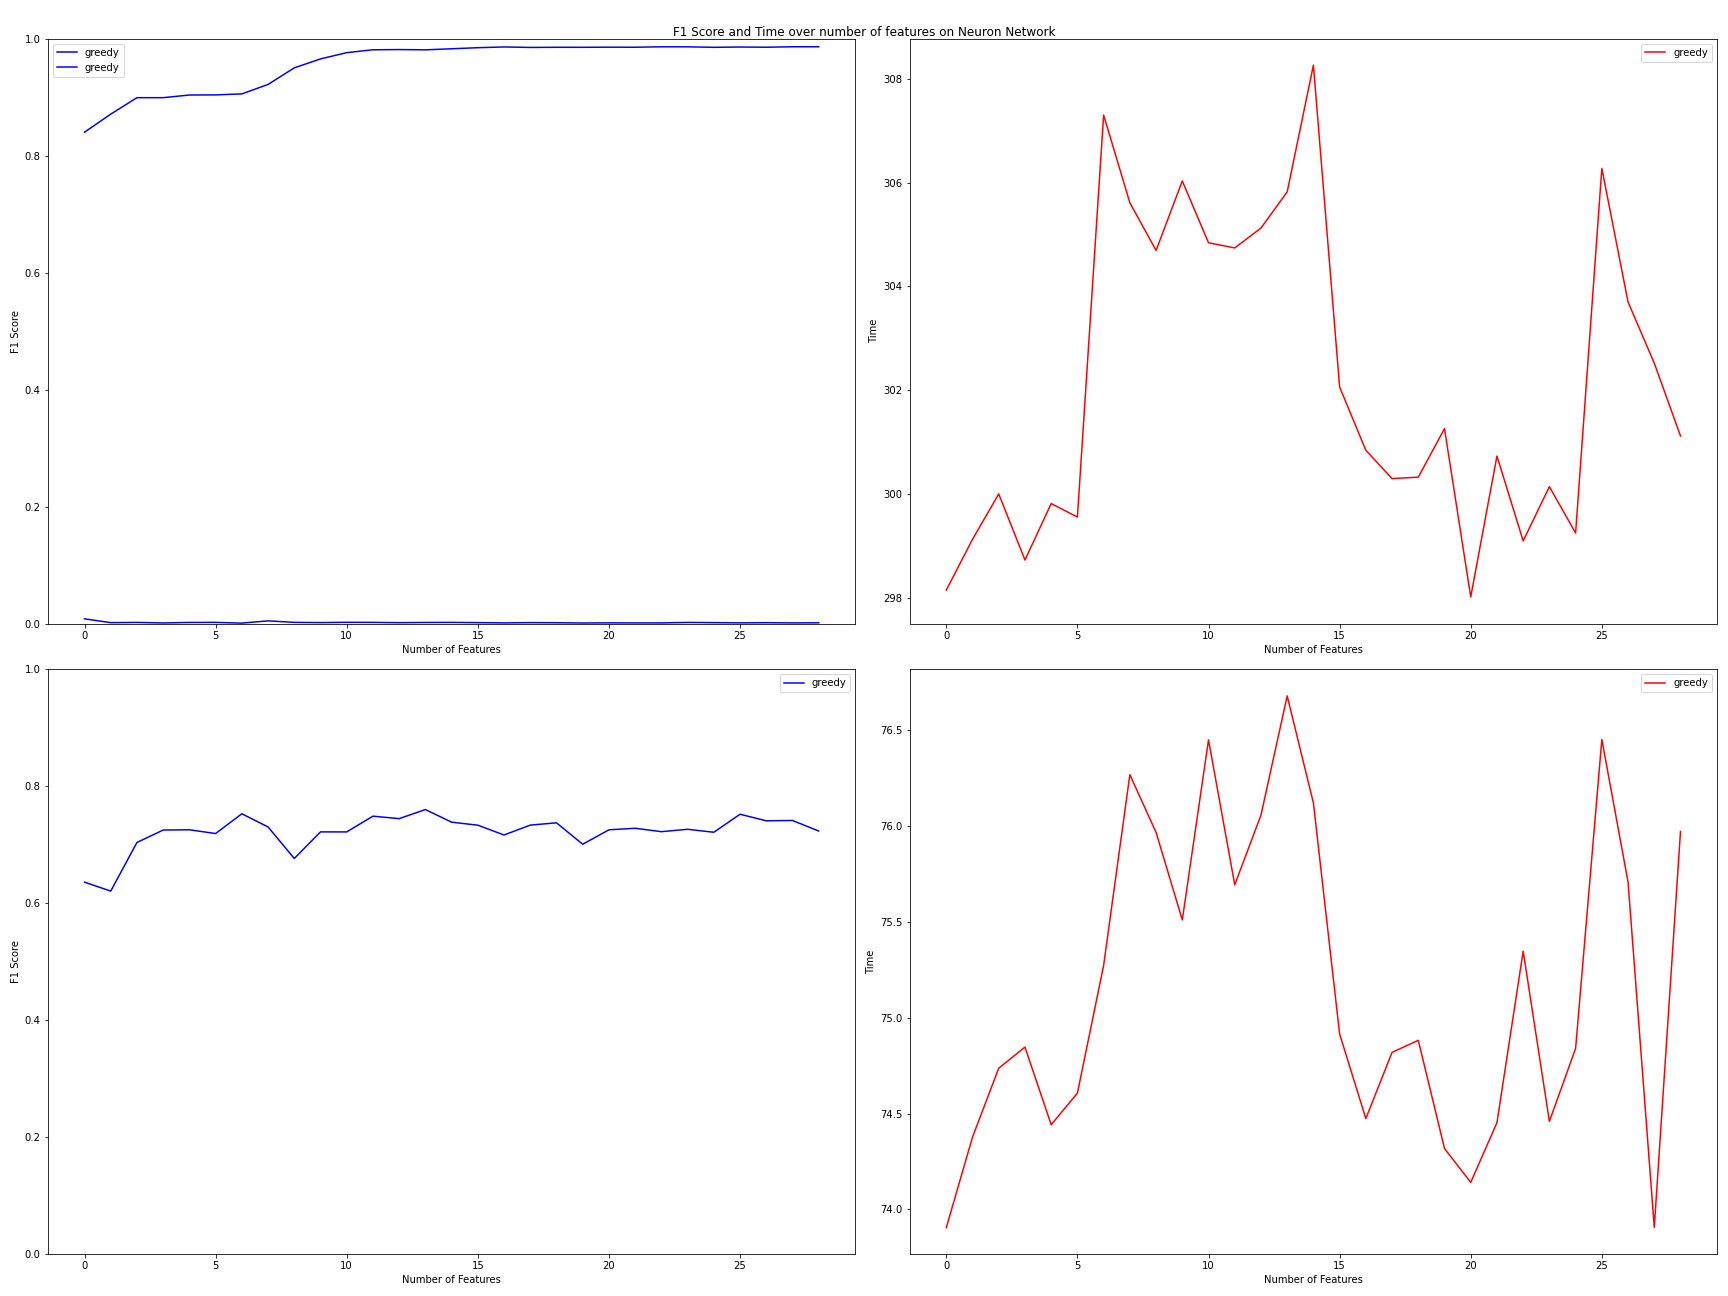 F1 Score and Time over number of features on Neuron Network
greedy
greedy
1.0
0.8
0.6
0.4
0.2
0.0
F1 Score
0 5 10 15 20 25
Number of Features
greedy
308
306
304
302
300
298
Time
0 5 10 15 20 25
Number of Features
greedy
1.0
0.8
0.6
0.4
0.2
0.0
F1 Score
0 5 10 15 20 25
Number of Features
greedy
76.5
76.0
75.5
75.0
74.5
74.0
Time
0 5 10 15 20 25
Number of Features